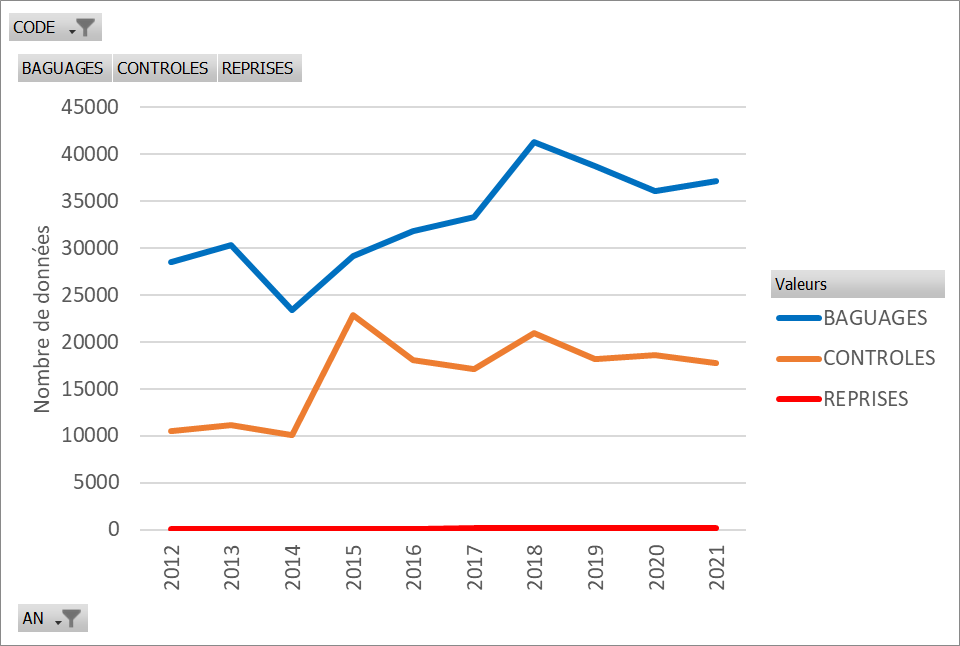 CODE
BAGUAGES CONTROLES REPRISES
45000
40000
35000
30000
25000
20000
15000
10000
5000
0
Nombre de données
2012 2013 2014 2015 2016 2017 2018 2019 2020 2021
Valeurs
BAGUAGES
CONTROLES
REPRISES
AN